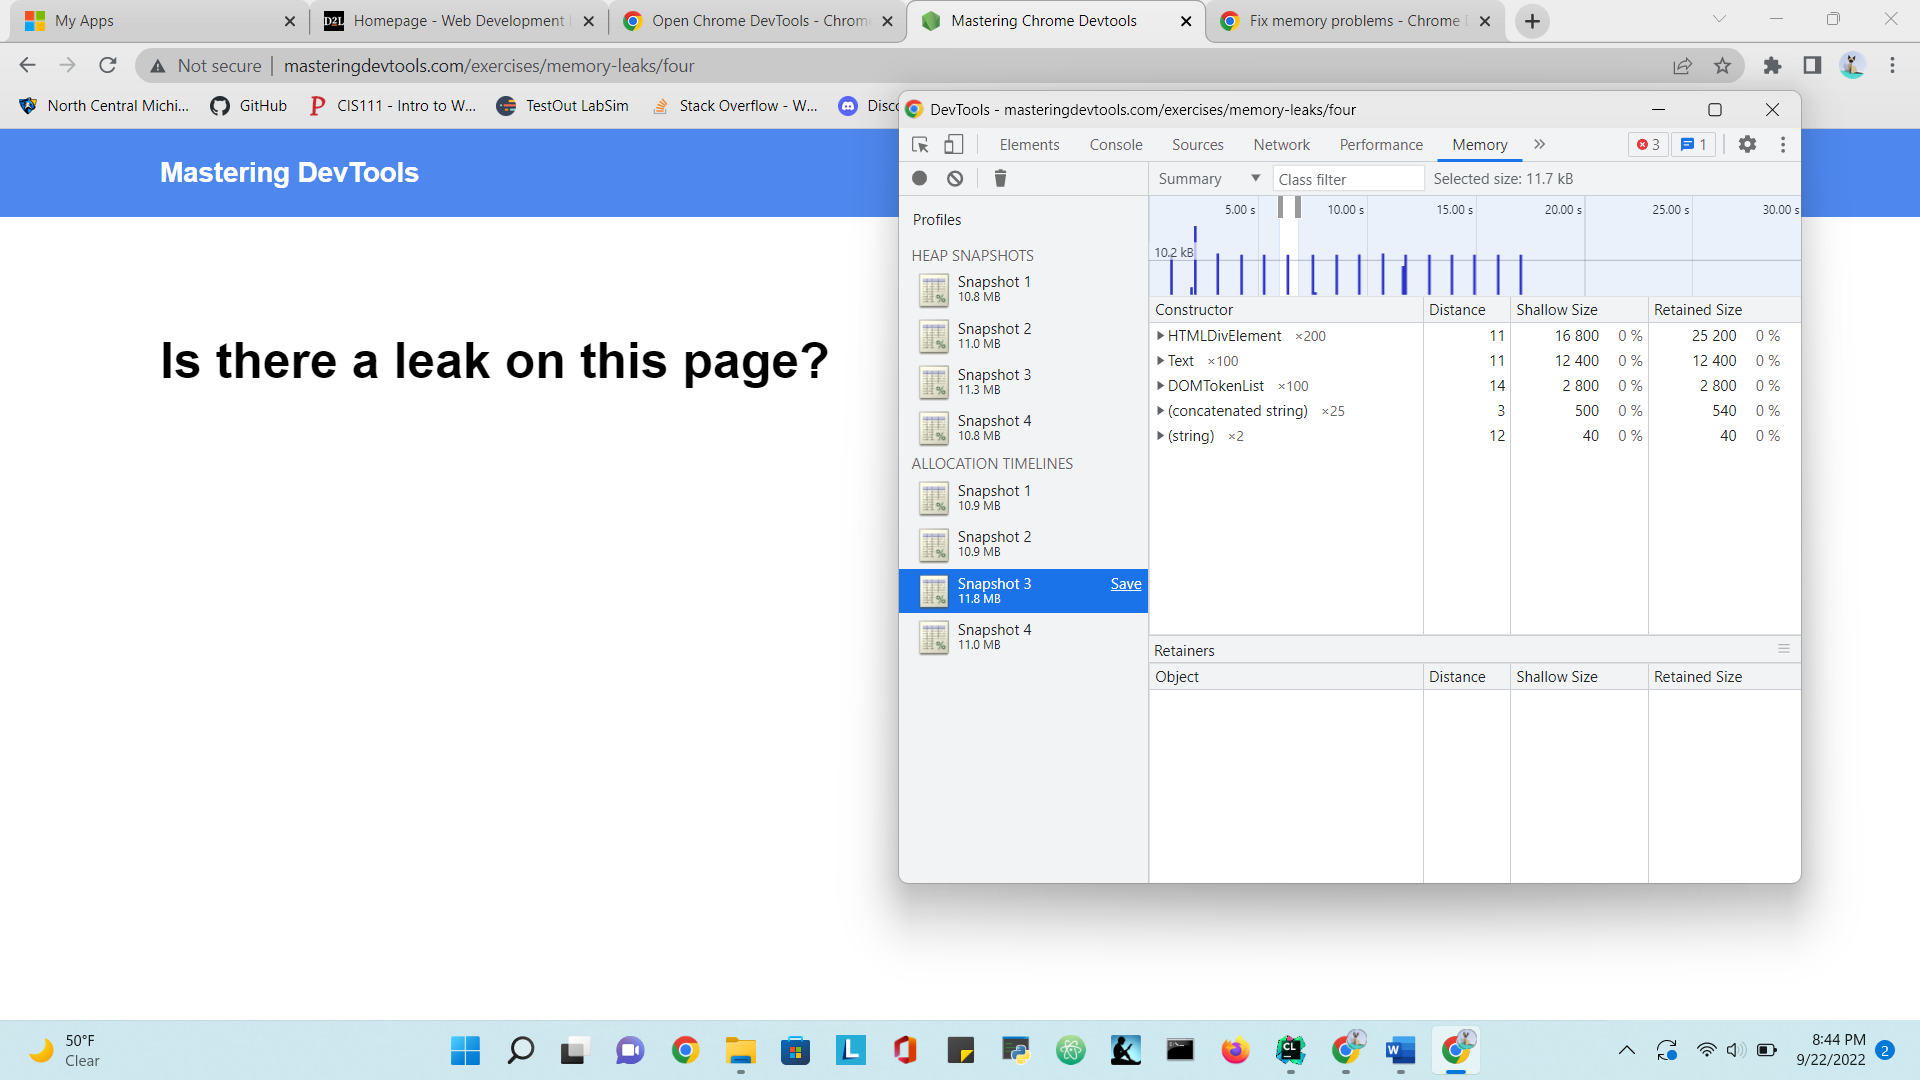 My Apps
Homepage - Web Development
Open Chrome DevTools - Chrome
Mastering Chrome Devtools
Fix memory problems - Chrome
Not secure
masteringdevtools.com/exercises/memory-leaks/four
North Central Michi...
GitHub
CIS111 - Intro to W...
TestOut LabSim
Stack Overflow - W...
Disco
Mastering DevTools
Is there a leak on this page?
DevTools - masteringdevtools.com/exercises/memory-leaks/four
Elements Console Sources Network Performance Memory » 3 1
Summary Class filter Selected size: 11.7 kB
Profiles
HEAP SNAPSHOTS
Snapshot 1
10.8 MB
Snapshot 2
11.0 MB
Snapshot 3
11.3 MB
Snapshot 4
10.8 MB
ALLOCATION TIMELINES
Snapshot 1
10.9 MB
Snapshot 2
10.9 MB
Snapshot 3 Save
11.8 MB
Snapshot 4
11.0 MB
5.00 s 10.00 s 15.00 s 20.00 s 25.00 s 30.00 s
10.2 kB
Constructor Distance Shallow Size Retained Size
HTMLDivElement ×200 11 16 800 0 % 25 200 0 %
Text ×100 11 12 400 0 % 12 400 0 %
DOMTokenList ×100 14 2 800 0 % 2 800 0 %
(concatenated string) ×25 3 500 0 % 540 0 %
(string) ×2 12 40 0 % 40 0 %
Retainers
Object Distance Shallow Size Retained Size
50°F
Clear
8:44 PM
9/22/2022
2